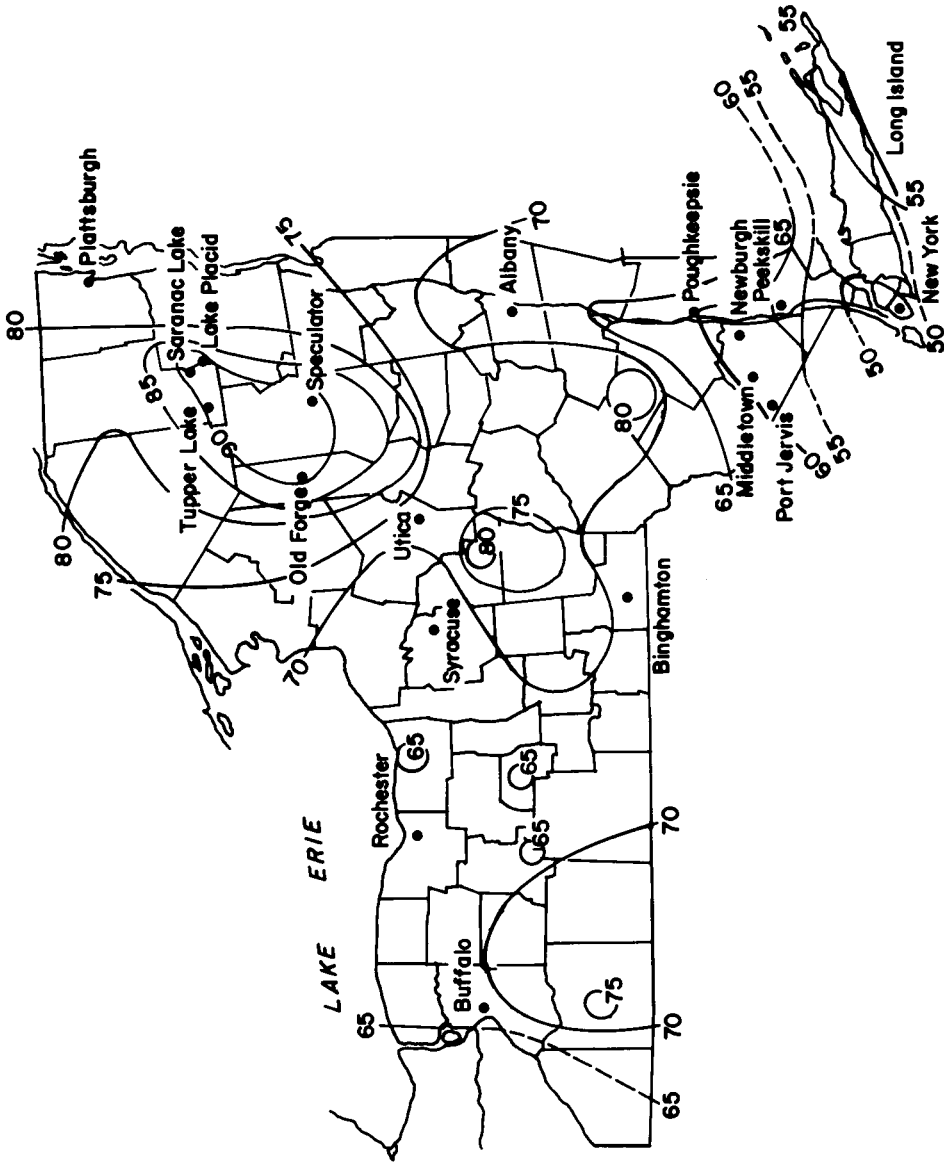 80
Plattsburgh
85
Saranac Lake
Lake Placid
80
Tupper Lake
90
75
Speculator
75
Old Forge
70
Utica
70
Albany
LAKE ERIE
Rochester
65
Syracuse
80
75
65
Buffalo
65
65
80
Poughkeepsie
Newburgh
Peekskill
65
60
55
75
70
70
65
Binghamton
65
Middletown
Port Jervis
60
55
50
50
New York
55
Long Island
55